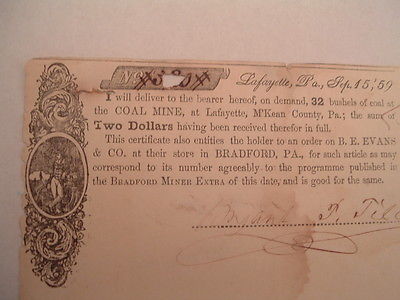 No
Lafayette, Pa., Sep. 15, '59
I will deliver to the bearer hereof, on demand, 32 bushels of coal at
the COAL MINE, at Lafayette, M'Kean County, Pa.; the sum of
Two Dollars having been received therefor in full.
This certificate also entitles the holder to an order on B. E. EVANS
& CO. at their store in BRADFORD, PA., for such article as may
correspond to its number agreeably to the programme published in
the BRADFORD MINER EXTRA of this date, and is good for the same.